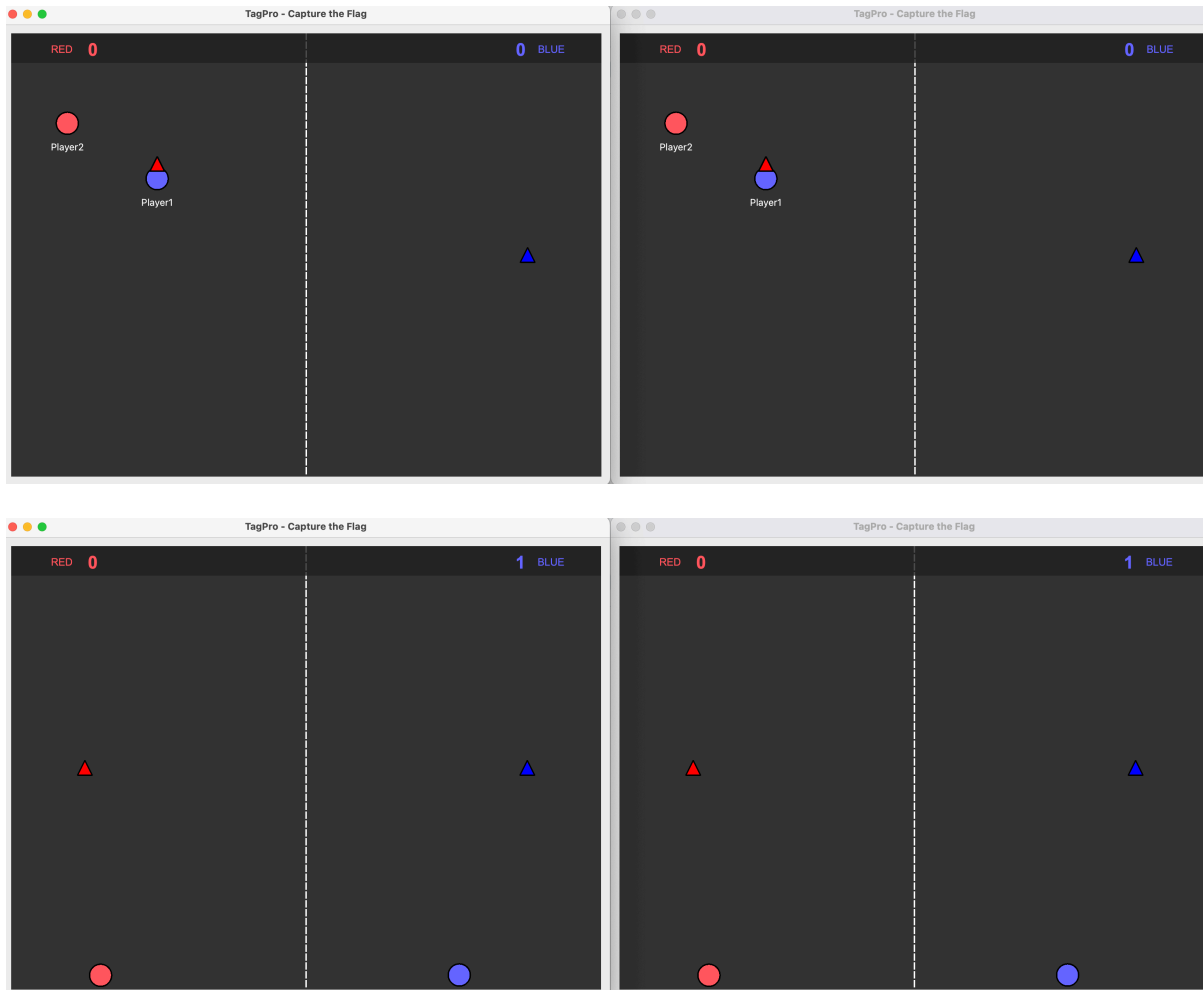 TagPro - Capture the Flag
RED 0 0 BLUE
Player2
Player1
TagPro - Capture the Flag
RED 0 0 BLUE
Player2
Player1
TagPro - Capture the Flag
RED 0 1 BLUE
TagPro - Capture the Flag
RED 0 1 BLUE